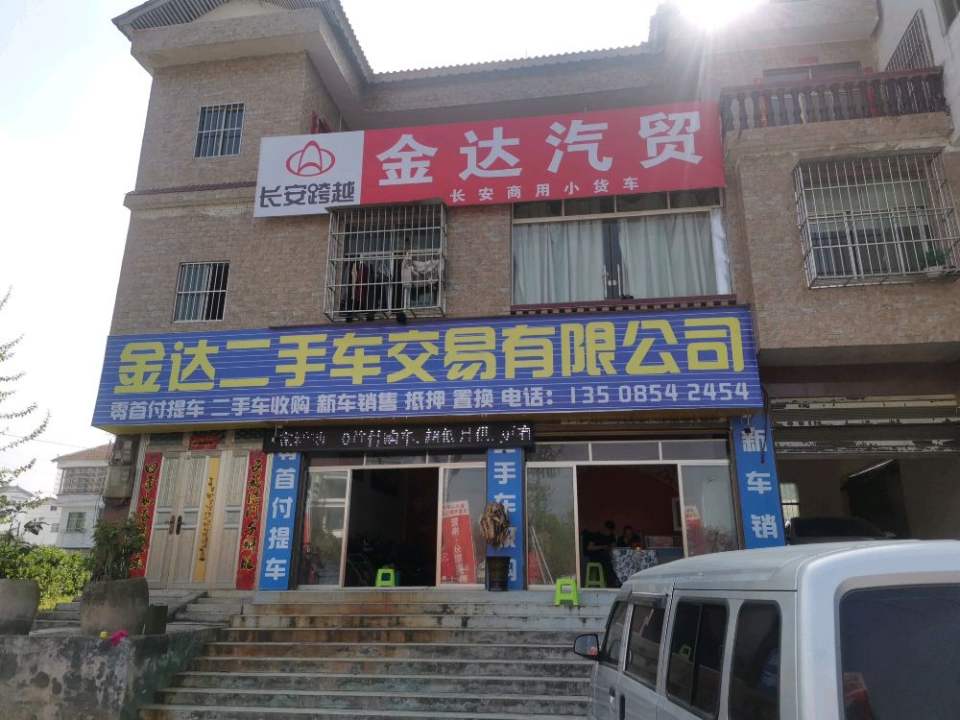 金达汽贸
长安跨越
长安商用小货车
金达二手车交易有限公司
零首付提车 二手车收购 新车销售 抵押 置换 电话：135 0854 2454
零首付提车
新车销